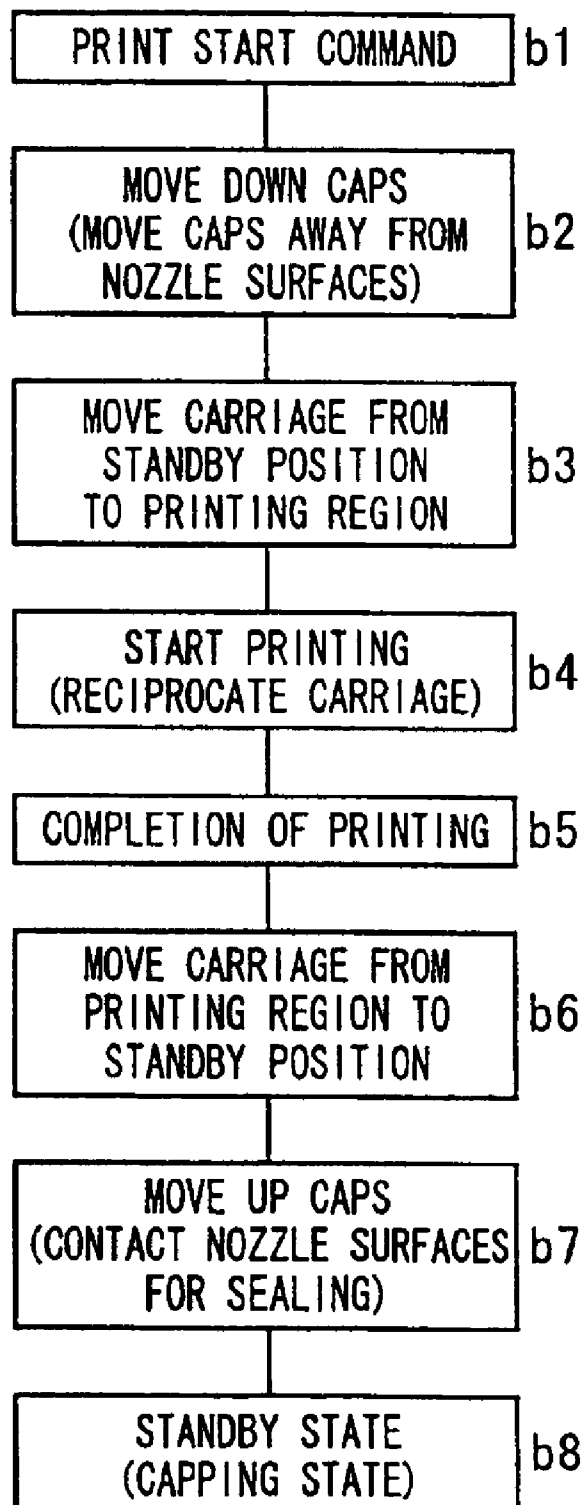 PRINT START COMMAND b1
MOVE DOWN CAPS
(MOVE CAPS AWAY FROM b2
NOZZLE SURFACES)
MOVE CARRIAGE FROM
STANDBY POSITION b3
TO PRINTING REGION
START PRINTING
(RECIPROCATE CARRIAGE) b4
COMPLETION OF PRINTING b5
MOVE CARRIAGE FROM
PRINTING REGION TO b6
STANDBY POSITION
MOVE UP CAPS
(CONTACT NOZZLE SURFACES b7
FOR SEALING)
STANDBY STATE
(CAPPING STATE) b8